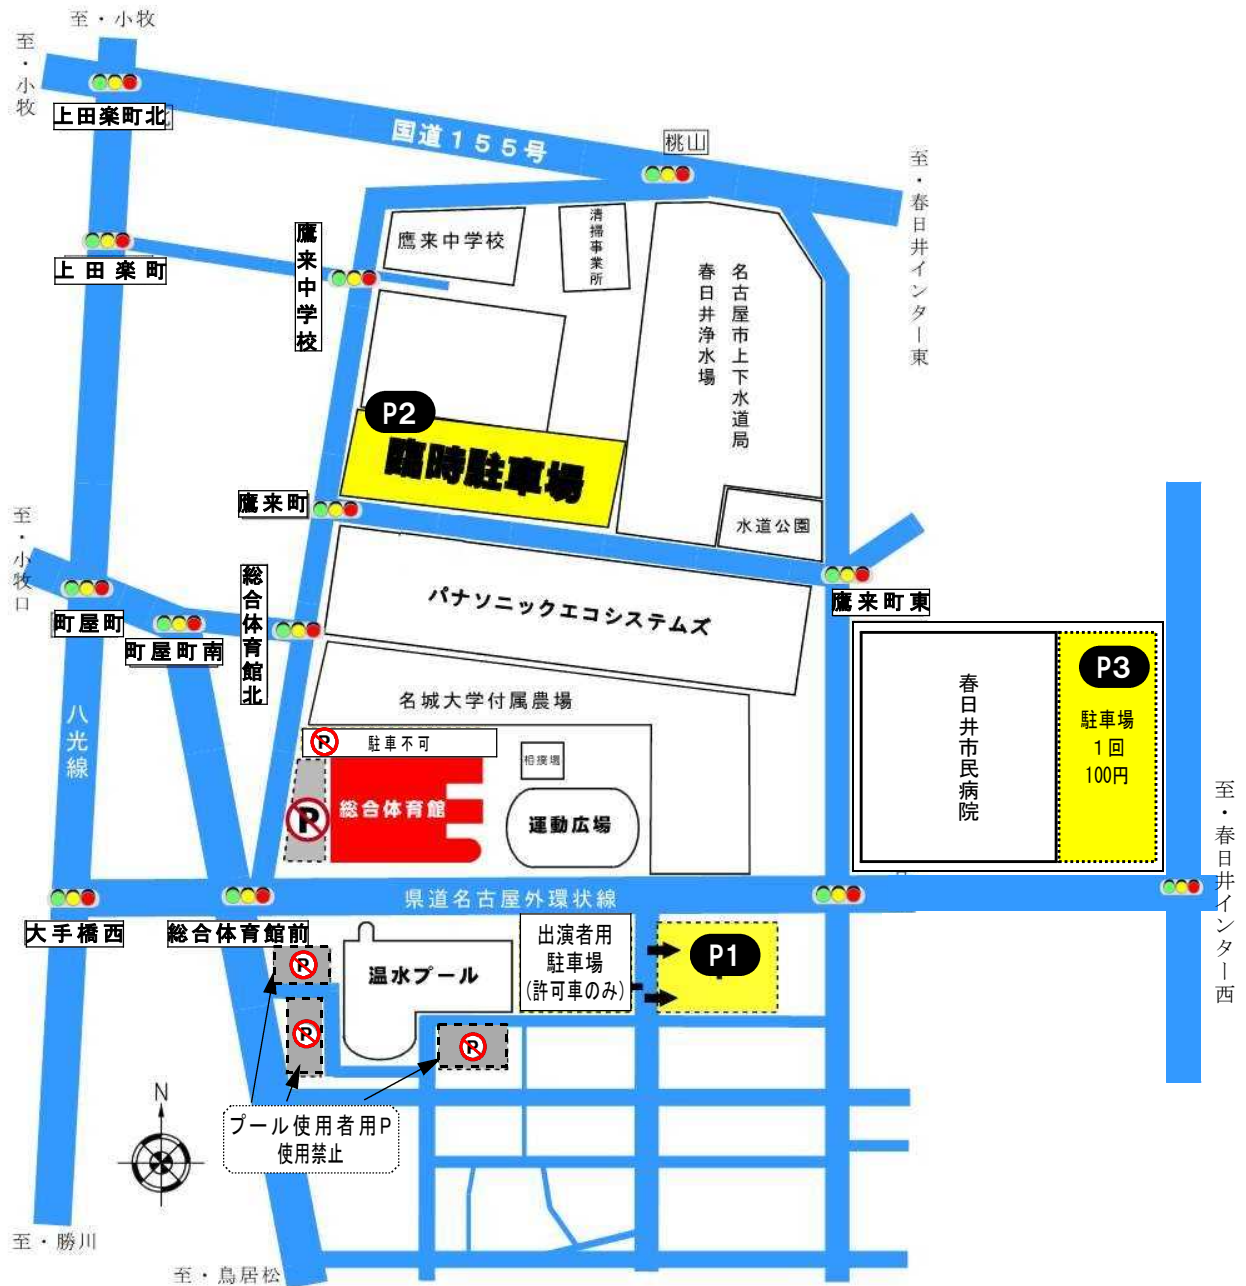 至・小牧
至・小牧
上田楽町北
国道155号
桃山
至・春日井インター東
上田楽町
鷹来中学校
鷹来中学校
清掃事業所
名古屋市上下水道局
春日井浄水場
P2
臨時駐車場
鷹来町
水道公園
至・小牧口
町屋町
町屋町南
総合体育館北
パナソニックエコシステムズ
鷹来町東
春日井市民病院
P3
駐車場
1回
100円
名城大学付属農場
八光線
P
駐車不可
相撲場
P
総合体育館
運動広場
至・春日井インター西
県道名古屋外環状線
大手橋西
総合体育館前
出演者用
駐車場
(許可車のみ)
P1
P
温水プール
P
P
プール使用者用P
使用禁止
N
至・勝川
至・鳥居松